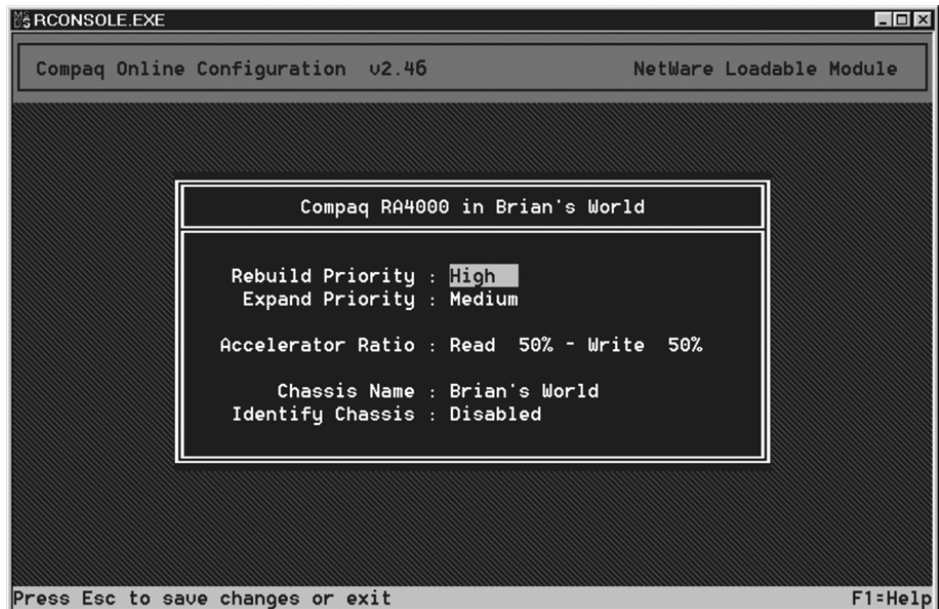 RCONSOLE.EXE
Compaq Online Configuration v2.46 NetWare Loadable Module
Compaq RA4000 in Brian's World
Rebuild Priority : High
Expand Priority : Medium
Accelerator Ratio : Read 50% - Write 50%
Chassis Name : Brian's World
Identify Chassis : Disabled
Press Esc to save changes or exit F1=Help